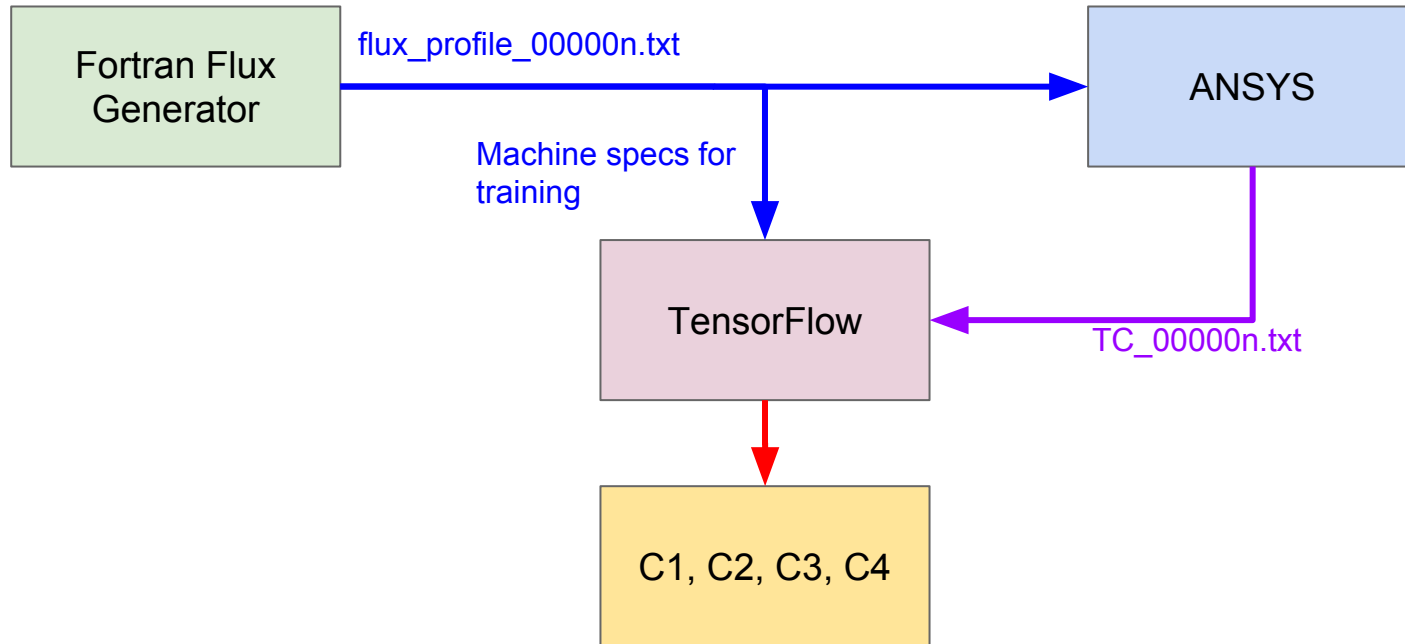 flux_profile_00000n.txt
Fortran Flux
Generator
ANSYS
Machine specs for
training
TensorFlow
TC_00000n.txt
C1, C2, C3, C4